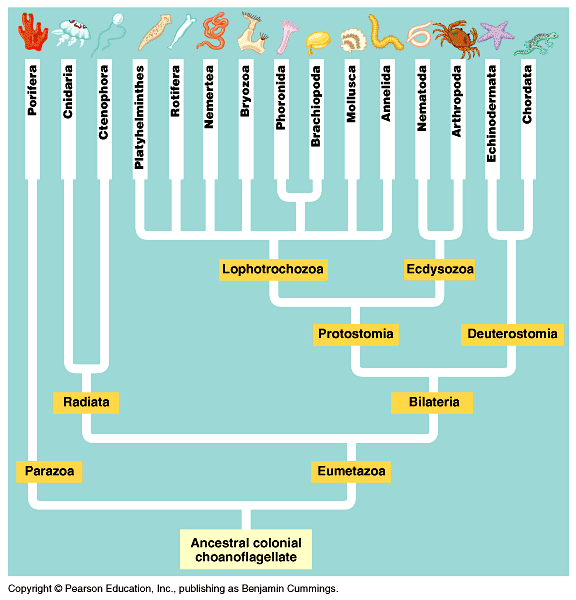 Porifera
Cnidaria
Ctenophora
Platyhelminthes
Rotifera
Nemertea
Bryozoa
Phoronida
Brachiopoda
Mollusca
Annelida
Nematoda
Arthropoda
Echinodermata
Chordata
Lophotrochozoa
Ecdysozoa
Protostomia
Deuterostomia
Radiata
Bilateria
Parazoa
Eumetazoa
Ancestral colonial
choanoflagellate
Copyright © Pearson Education, Inc., publishing as Benjamin Cummings.